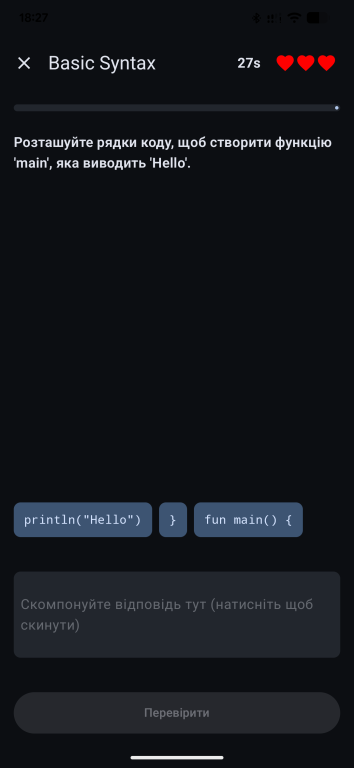 18:27
Basic Syntax
27s
Розташуйте рядки коду, щоб створити функцію
'main', яка виводить 'Hello'.
println("Hello")
}
fun main() {
Скомпонуйте відповідь тут (натисніть щоб
скинути)
Перевірити